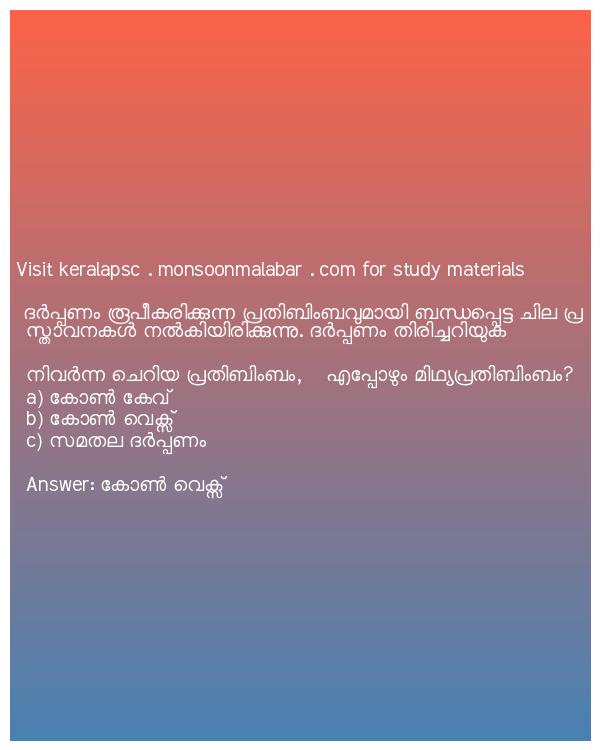 Visit keralapsc . monsoonmalabar . com for study materials
ദർപ്പണം രൂപീകരിക്കുന്ന പ്രതിബിംബവുമായി ബന്ധപ്പെട്ട ചില പ്ര
സ്താവനകൾ നൽകിയിരിക്കുന്നു. ദർപ്പണം തിരിച്ചറിയുക
നിവർന്ന ചെറിയ പ്രതിബിംബം, എപ്പോഴും മിഥ്യപ്രതിബിംബം?
a) കോൺ കേവ്
b) കോൺ വെക്സ്
c) സമതല ദർപ്പണം
Answer: കോൺ വെക്സ്